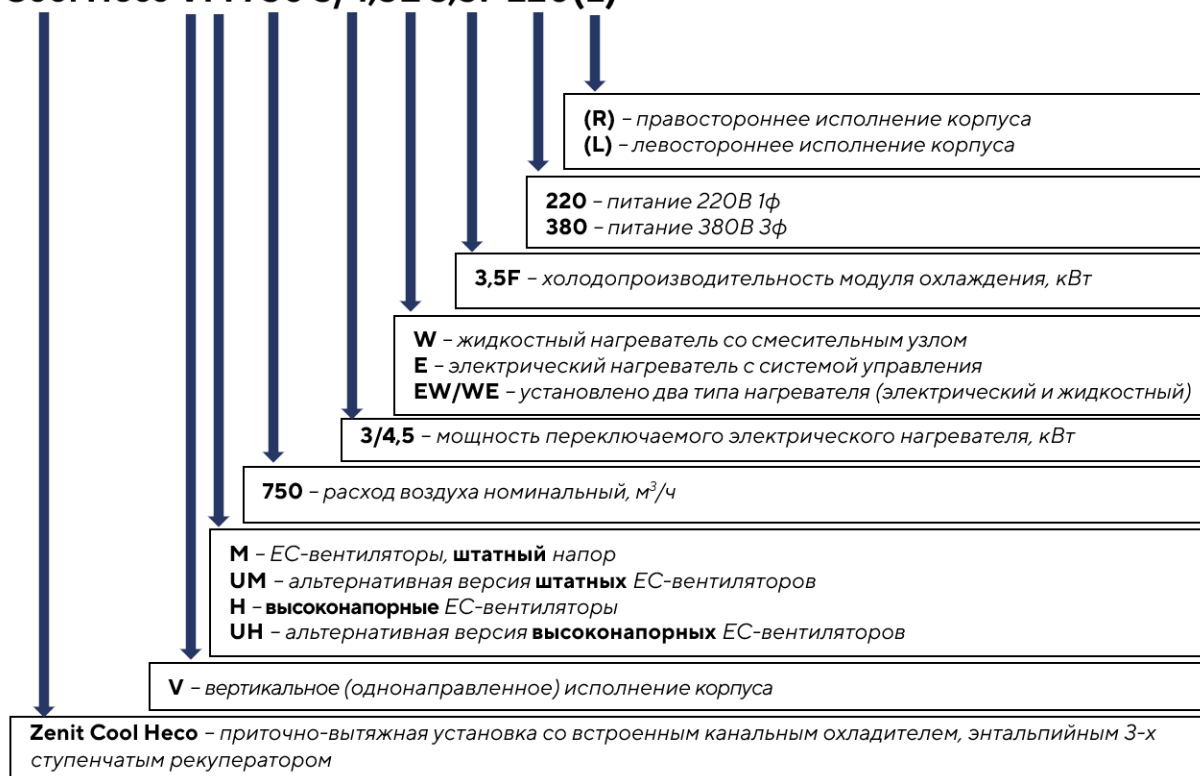 (R) – правостороннее исполнение корпуса
(L) – левостороннее исполнение корпуса
220 – питание 220В 1ф
380 – питание 380В 3ф
3,5F – холодопроизводительность модуля охлаждения, кВт
W – жидкостный нагреватель со смесительным узлом
E – электрический нагреватель с системой управления
EW/WE – установлено два типа нагревателя (электрический и жидкостный)
3/4,5 – мощность переключаемого электрического нагревателя, кВт
750 – расход воздуха номинальный, м³/ч
M – ЕС-вентиляторы, штатный напор
UM – альтернативная версия штатных ЕС-вентиляторов
H – высоконапорные ЕС-вентиляторы
UH – альтернативная версия высоконапорных ЕС-вентиляторов
V – вертикальное (однонаправленное) исполнение корпуса
Zenit Cool Heco – приточно-вытяжная установка со встроенным канальным охладителем, энтальпийным 3-х
ступенчатым рекуператором